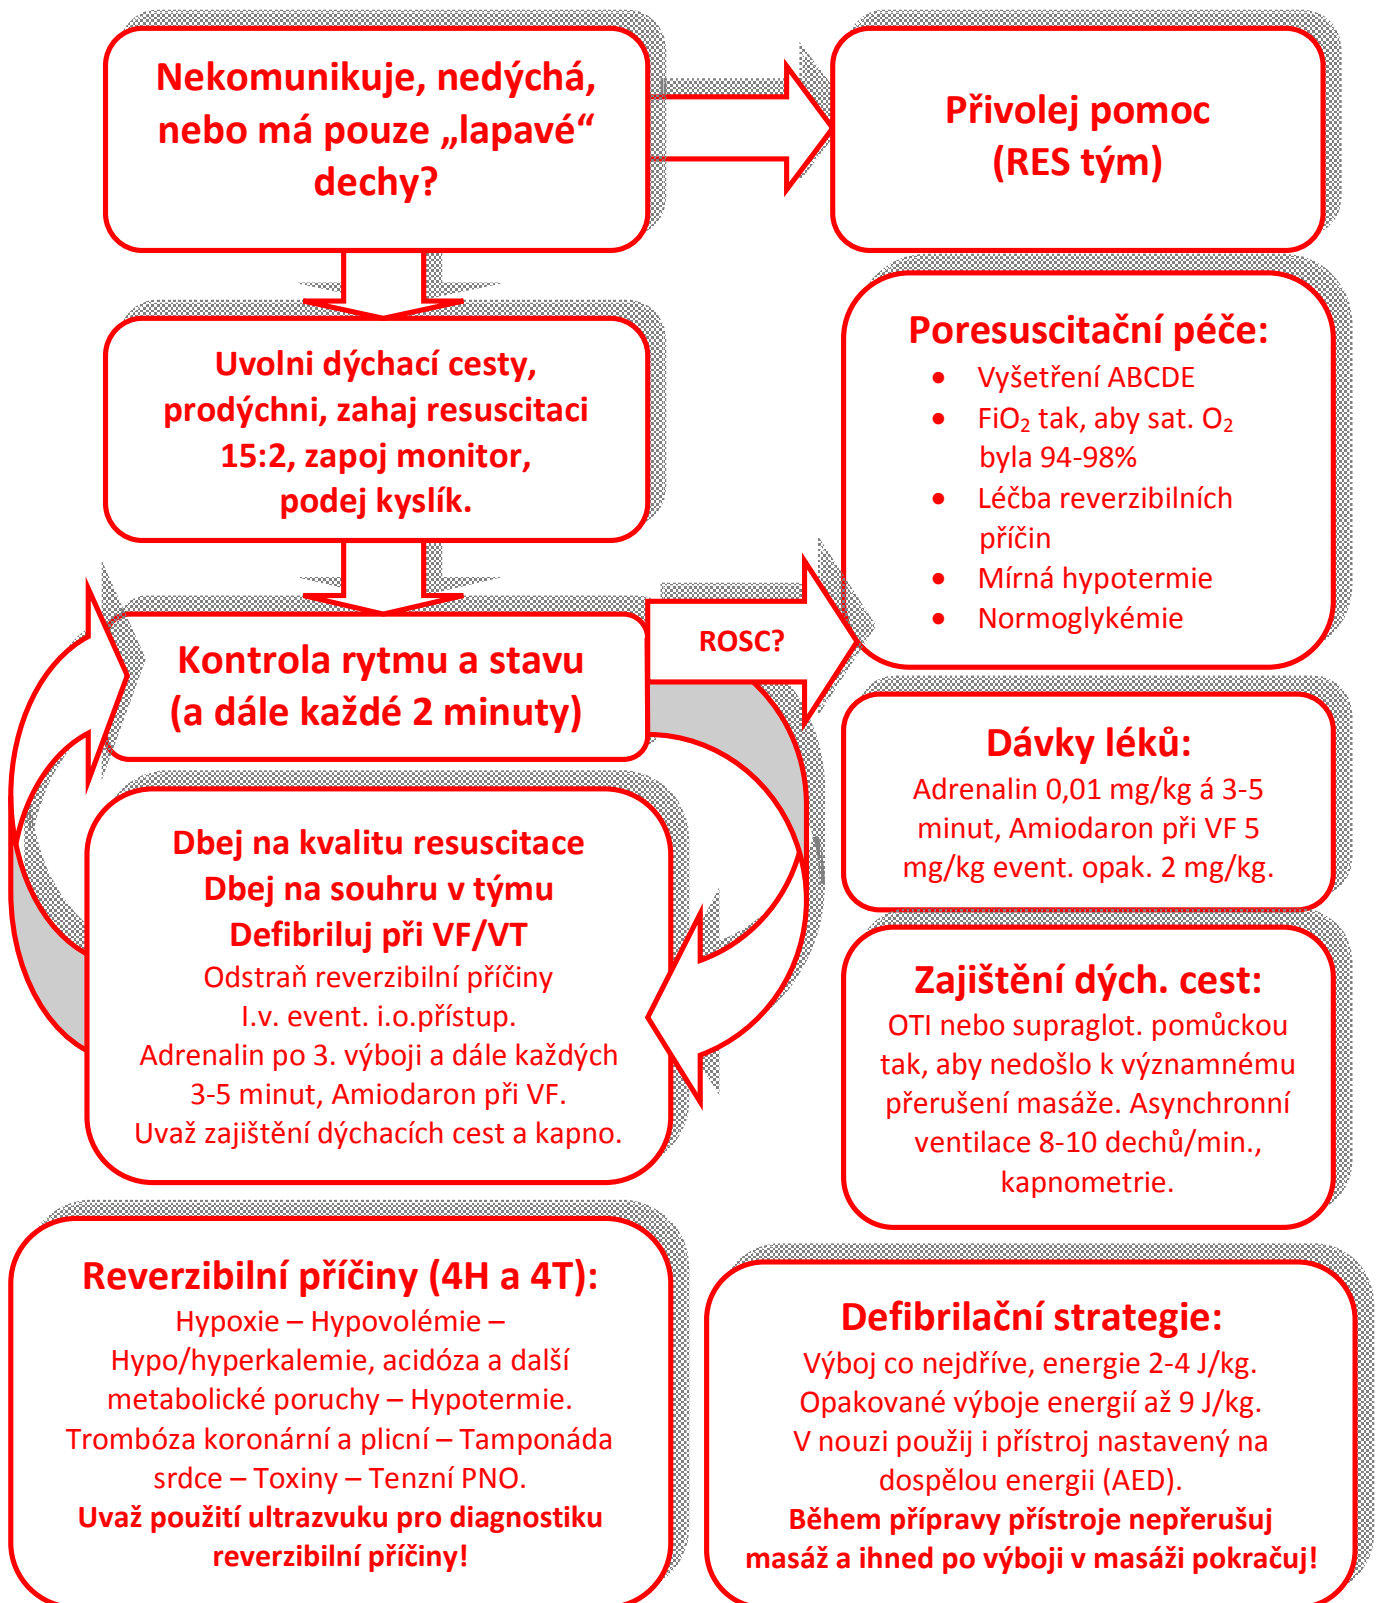 Nekomunikuje, nedýchá,
nebo má pouze „lapavé“
dechy?
Přivolej pomoc
(RES tým)
Uvolni dýchací cesty,
prodýchni, zahaj resuscitaci
15:2, zapoj monitor,
podej kyslík.
Poresuscitační péče:
• Vyšetření ABCDE
• FiO₂ tak, aby sat. O₂
byla 94-98%
• Léčba reverzibilních
příčin
• Mírná hypotermie
• Normoglykémie
Kontrola rytmu a stavu
(a dále každé 2 minuty)
ROSC?
Dávky léků:
Adrenalin 0,01 mg/kg á 3-5
minut, Amiodaron při VF 5
mg/kg event. opak. 2 mg/kg.
Dbej na kvalitu resuscitace
Dbej na souhru v týmu
Defibriluj při VF/VT
Odstraň reverzibilní příčiny
I.v. event. i.o.přístup.
Adrenalin po 3. výboji a dále každých
3-5 minut, Amiodaron při VF.
Uvaž zajištění dýchacích cest a kapno.
Zajištění dých. cest:
OTI nebo supraglot. pomůckou
tak, aby nedošlo k významnému
přerušení masáže. Asynchronní
ventilace 8-10 dechů/min.,
kapnometrie.
Reverzibilní příčiny (4H a 4T):
Hypoxie – Hypovolémie –
Hypo/hyperkalemie, acidóza a další
metabolické poruchy – Hypotermie.
Trombóza koronární a plicní – Tamponáda
srdce – Toxiny – Tenzní PNO.
Uvaž použití ultrazvuku pro diagnostiku
reverzibilní příčiny!
Defibrilační strategie:
Výboj co nejdříve, energie 2-4 J/kg.
Opakované výboje energií až 9 J/kg.
V nouzi použij i přístroj nastavený na
dospělou energii (AED).
Během přípravy přístroje nepřerušuj
masáž a ihned po výboji v masáži pokračuj!